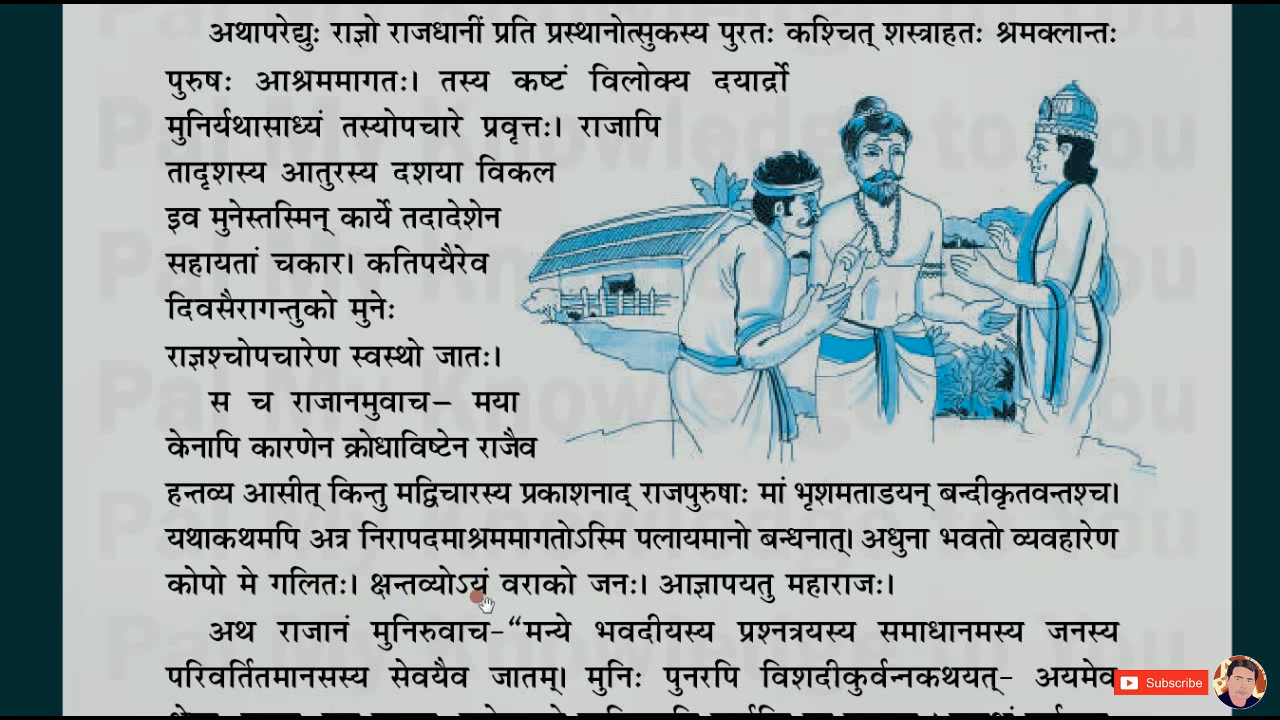 अथापरेद्युः राज्ञो राजधानीं प्रति प्रस्थानोत्सुकस्य पुरतः कश्चित् शस्त्राहतः श्रमक्लान्तः
पुरुषः आश्रममागतः। तस्य कष्टं विलोक्य दयार्द्रो
मुनिर्यथासाध्यं तस्योपचारे प्रवृत्तः। राजापि
तादृशस्य आतुरस्य दशया विकल
इव मुनेस्तस्मिन् कार्ये तदादेशेन
सहायतां चकार। कतिपयैरेव
दिवसैरागन्तुको मुनेः
राज्ञश्चोपचारेण स्वस्थो जातः।
स च राजानमुवाच– मया
केनापि कारणेन क्रोधाविष्टेन राजैव
हन्तव्य आसीत् किन्तु मद्विचारस्य प्रकाशनाद् राजपुरुषाः मां भृशमताडयन् बन्दीकृतवन्तश्च।
यथाकथमपि अत्र निरापदमाश्रममागतोऽस्मि पलायमानो बन्धनात्। अधुना भवतो व्यवहारेण
कोपो मे गलितः। क्षन्तव्योऽयं वराको जनः। आज्ञापयतु महाराजः।
अथ राजानं मुनिरुवाच-“मन्ये भवदीयस्य प्रश्नत्रयस्य समाधानमस्य जनस्य
परिवर्तितमानसस्य सेवयैव जातम्। मुनिः पुनरपि विशदीकुर्वन्नकथयत्- अयमेव
Subscribe